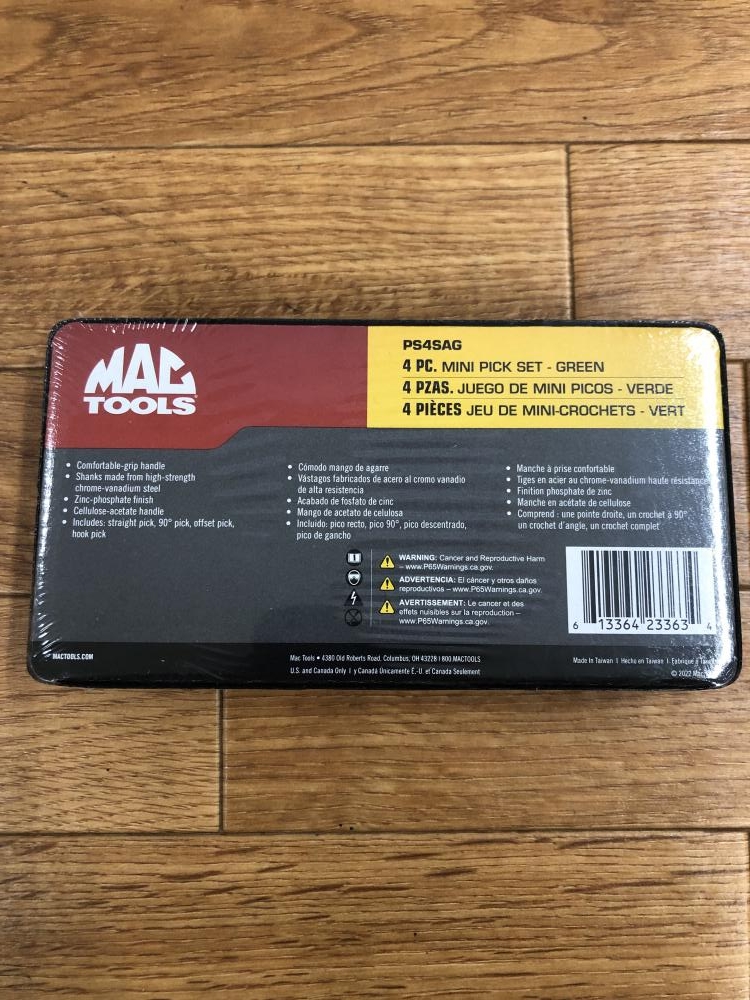 MAC
TOOLS
PS4SAG
4 PC. MINI PICK SET - GREEN
4 PZAS. JUEGO DE MINI PICOS - VERDE
4 PIÈCES JEU DE MINI-CROCHETS - VERT
• Comfortable-grip handle
• Shanks made from high-strength
chrome-vanadium steel
• Zinc-phosphate finish
• Cellulose-acetate handle
• Includes: straight pick, 90° pick, offset pick,
hook pick
• Cómodo mango de agarre
• Vástagos fabricados de acero al cromo vanadio
de alta resistencia
• Acabado de fosfato de cinc
• Mango de acetato de celulosa
• Incluido: pico recto, pico 90°, pico descentrado,
pico de gancho
• Manche à prise confortable
• Tiges en acier au chrome-vanadium haute résistance
• Finition phosphate de zinc
• Manche en acétate de cellulose
• Comprend : une pointe droite, un crochet à 90°
un crochet d'angle, un crochet complet
WARNING: Cancer and Reproductive Harm
– www.P65Warnings.ca.gov.
ADVERTENCIA: El cáncer y otros daños
reproductivos – www.P65Warnings.ca.gov.
AVERTISSEMENT: Le cancer et des
effets nuisibles sur la reproduction –
www.P65Warnings.ca.gov.
6 13364 23363 4
MACTOOLS.COM
Mac Tools • 4380 Old Roberts Road, Columbus, OH 43228 | 800.MACTOOLS
U.S. and Canada Only | y Canadá Únicamente É.-U. et Canada Seulement
Made In Taiwan | Hecho en Taiwan | Fabriqué à
© 2022 Mac